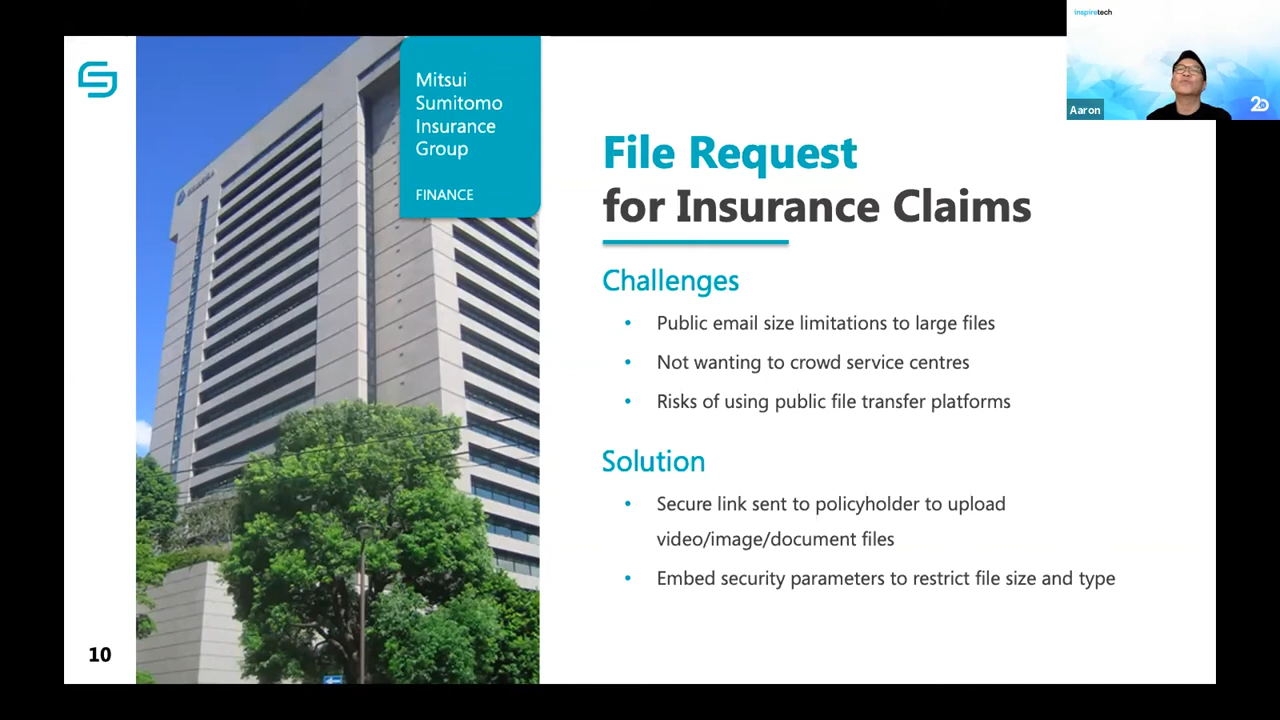 Mitsui
Sumitomo
Insurance
Group
FINANCE
File Request
for Insurance Claims
Challenges
• Public email size limitations to large files
• Not wanting to crowd service centres
• Risks of using public file transfer platforms
Solution
• Secure link sent to policyholder to upload
video/image/document files
• Embed security parameters to restrict file size and type
10
inspiretech
Aaron
20